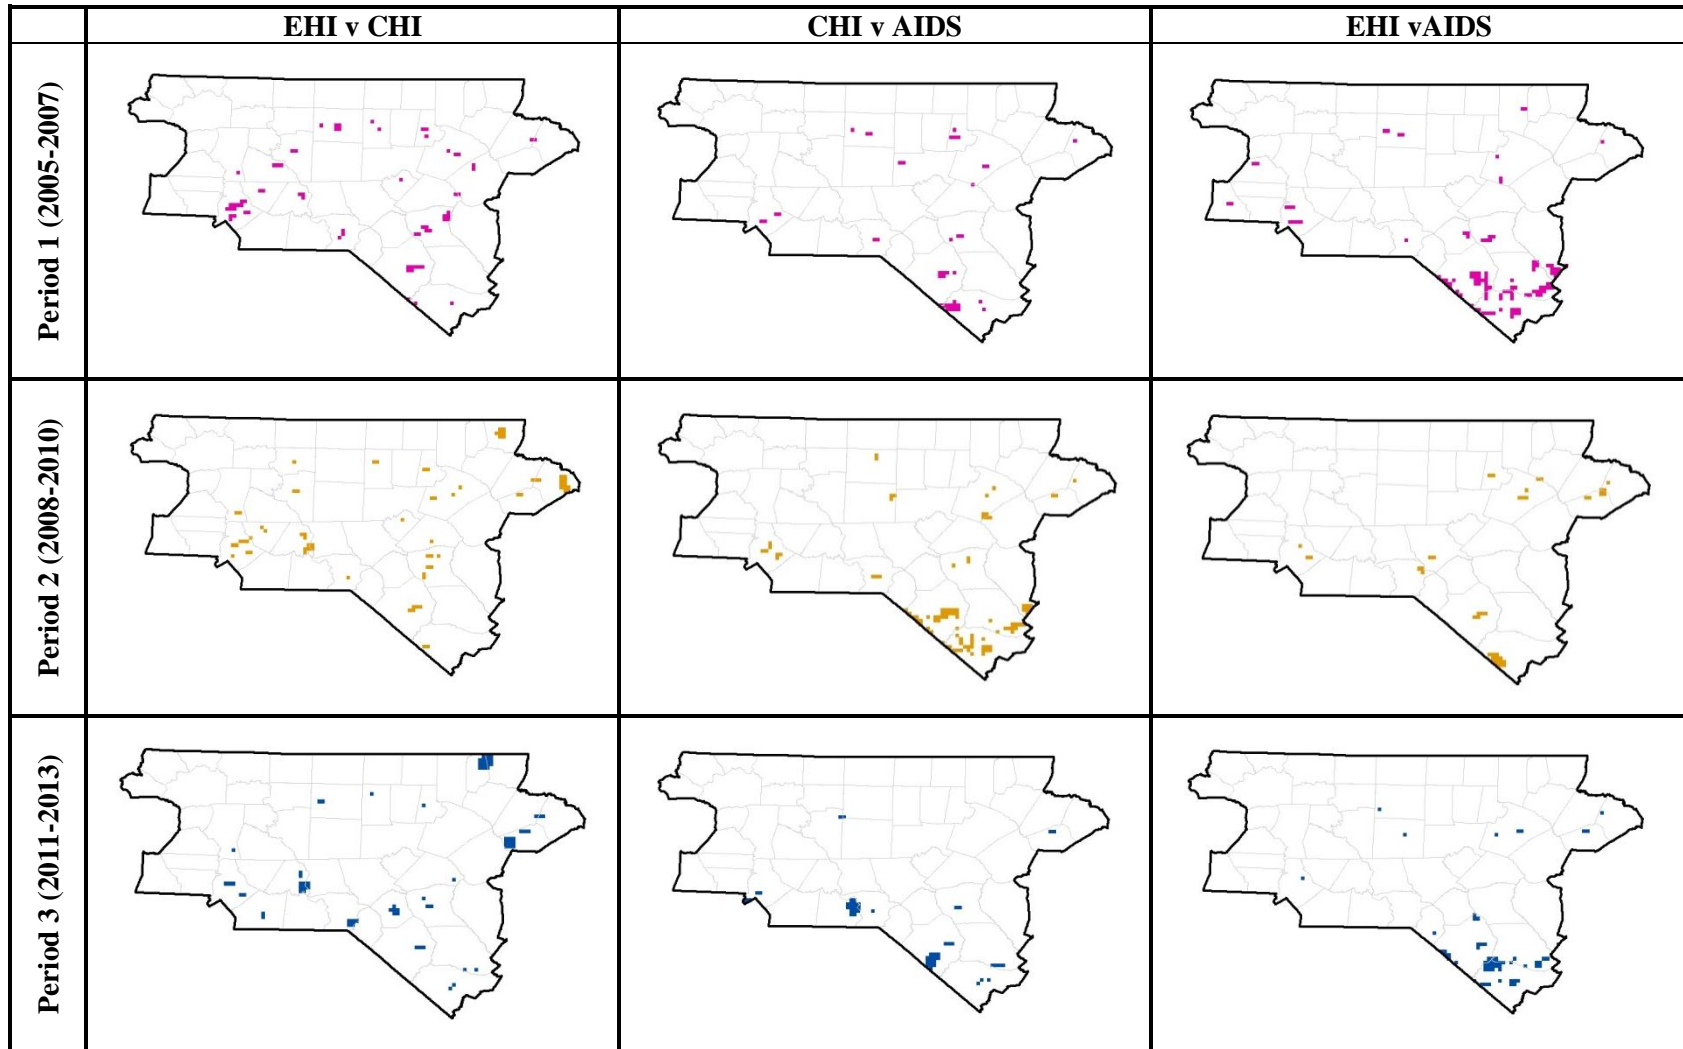 EHI v CHI
CHI v AIDS
EHI vAIDS
Period 1 (2005-2007)
Period 2 (2008-2010)
Period 3 (2011-2013)